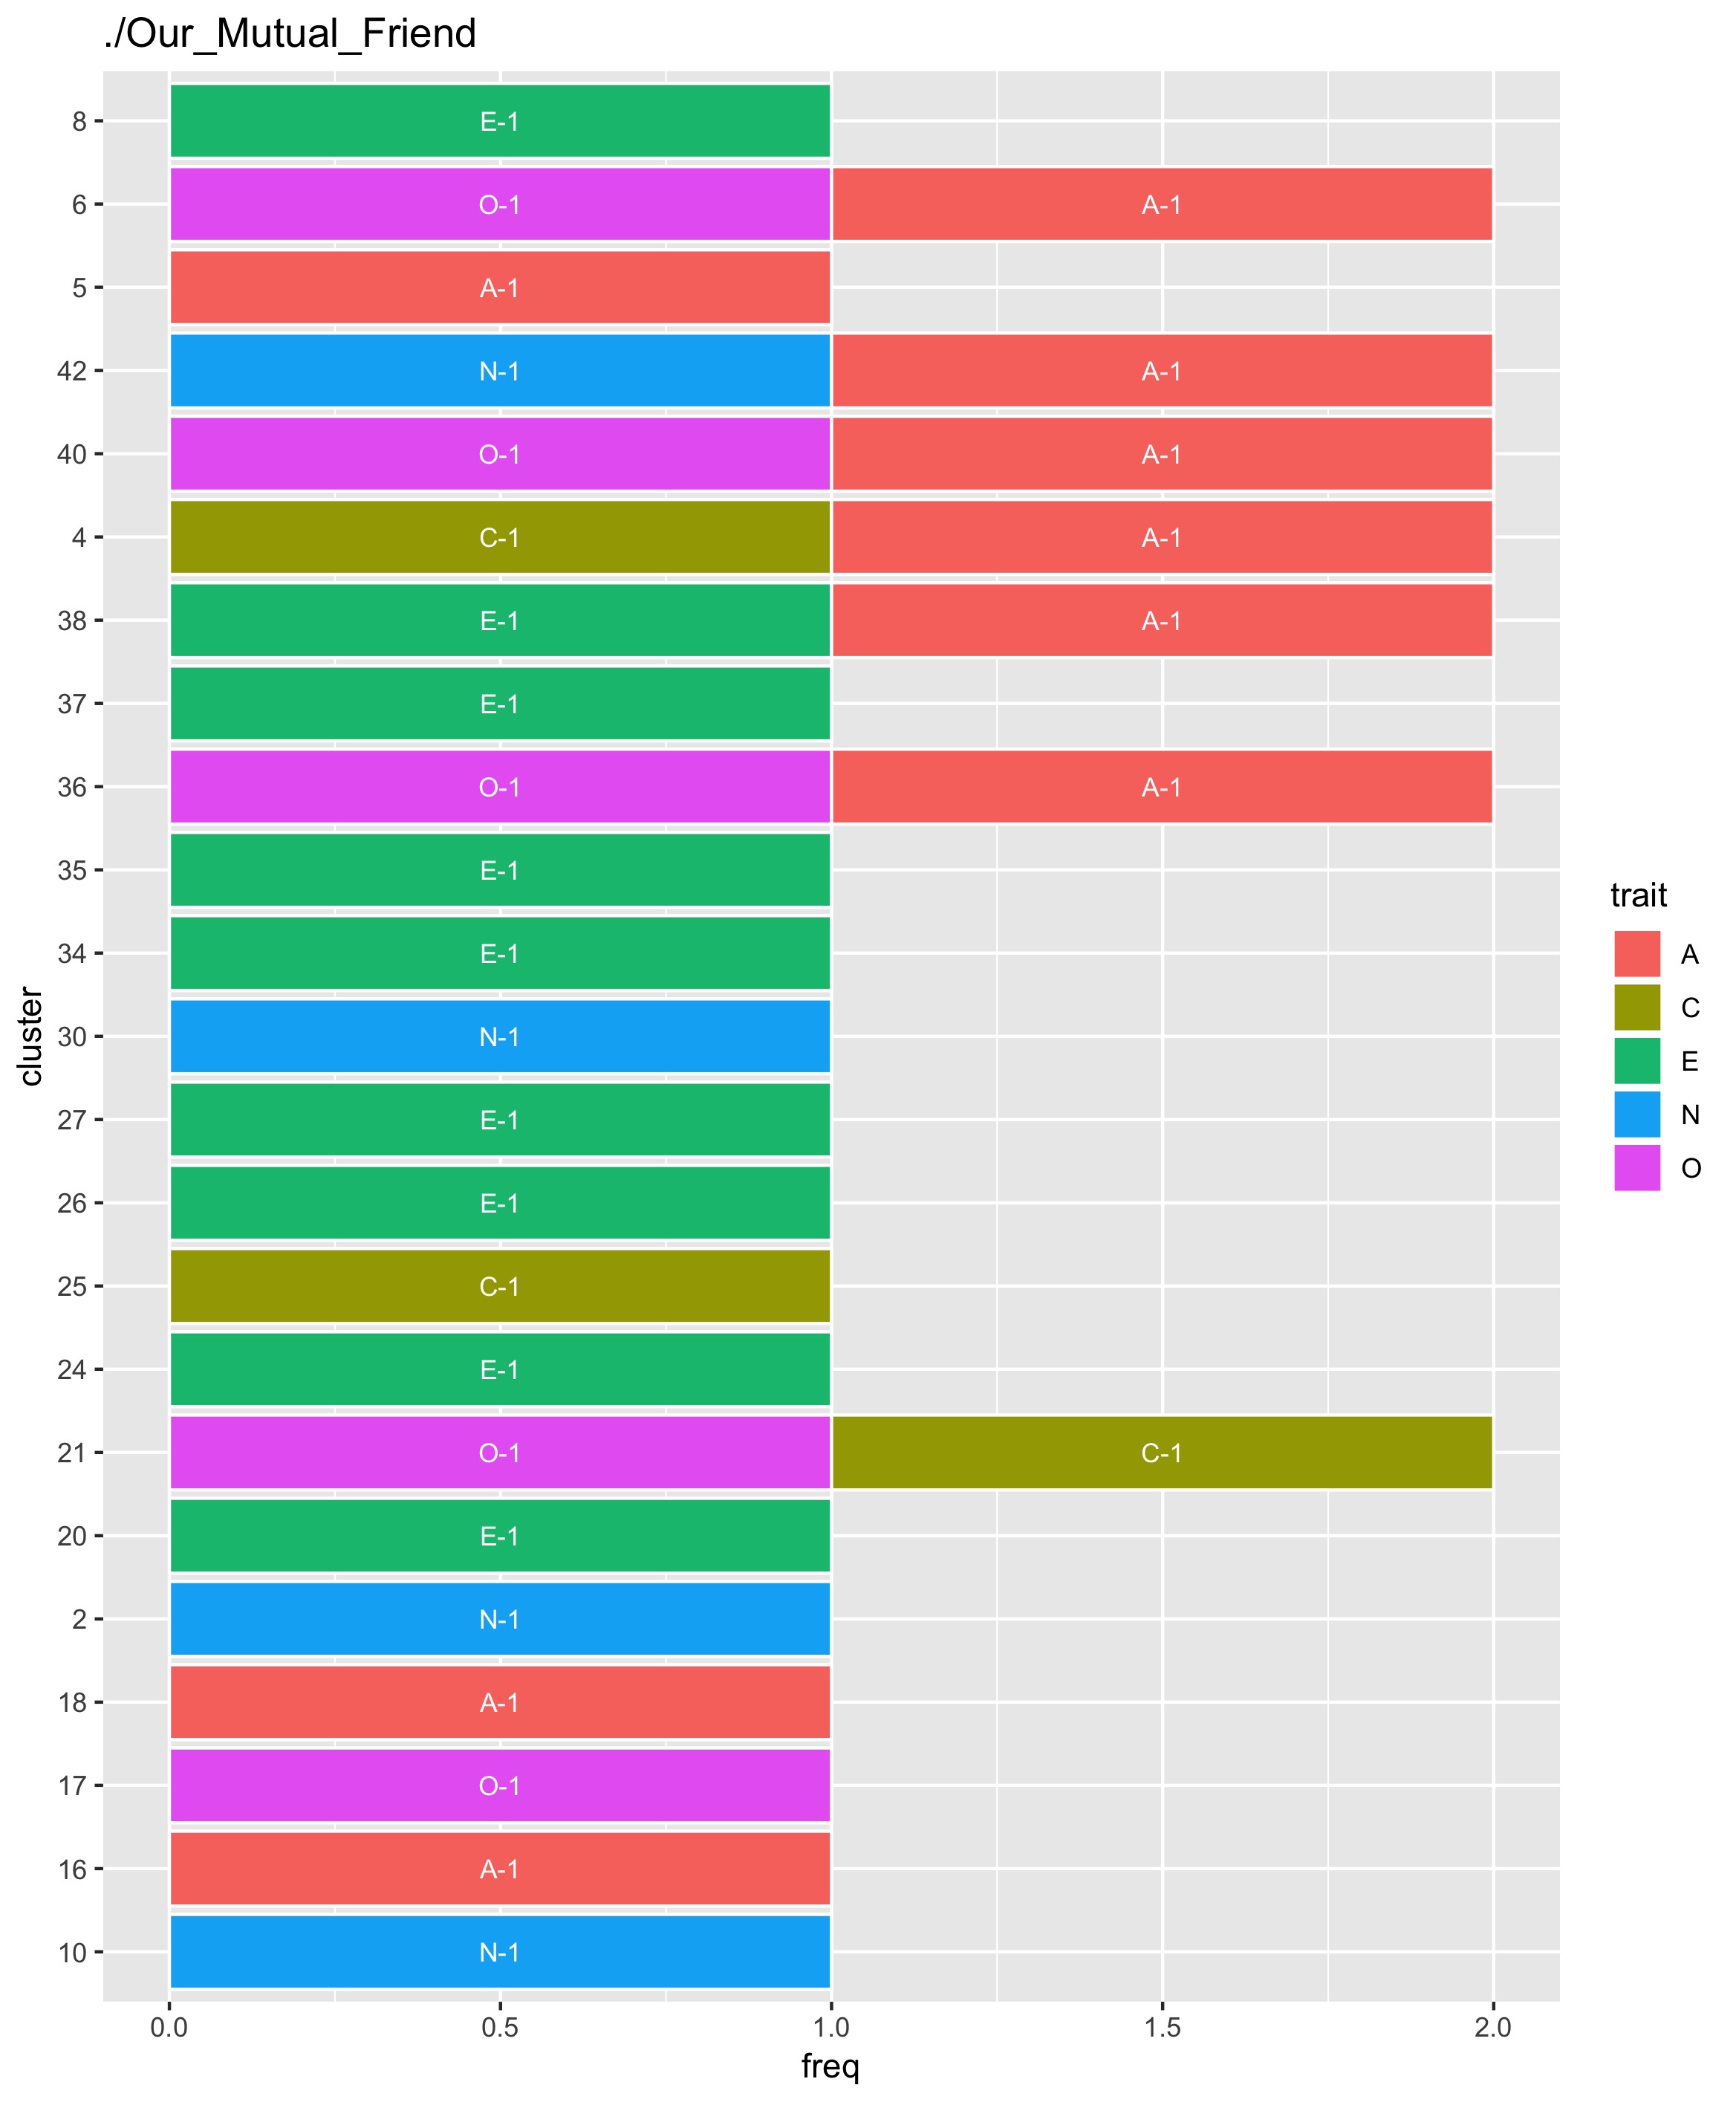 ./Our_Mutual_Friend
8 E-1
6 O-1 A-1
5 A-1
42 N-1 A-1
40 O-1 A-1
4 C-1 A-1
38 E-1 A-1
37 E-1
36 O-1 A-1
35 E-1
34 E-1
30 N-1
27 E-1
26 E-1
25 C-1
24 E-1
21 O-1 C-1
20 E-1
2 N-1
18 A-1
17 O-1
16 A-1
10 N-1
cluster
0.0 0.5 1.0 1.5 2.0
freq
trait
A
C
E
N
O